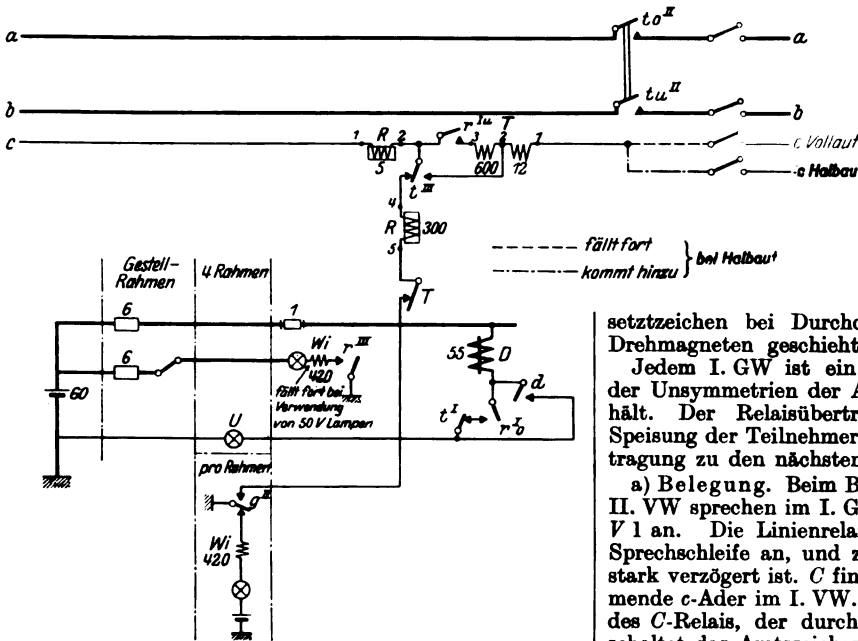 to II
a a
tu II
b b
c 1 R 2 r Iu 3 T 2 1 c Vollaut
5 600 12 c Halbaut
t III
4
R 300
5
fällt fort
kommt hinzu } bei Halbaut
Gestell-
Rahmen
4 Rahmen
T
6 1
6 Wi r III
420
fällt fort bei
Verwendung
von 50 V Lampen
55 D
d
60
U
t I r I o
pro Rahmen
g II
Wi
420
setztzeichen bei Durchd
Drehmagneten geschieht
Jedem I. GW ist ein
der Unsymmetrien der A
hält. Der Relaisübertr
Speisung der Teilnehmer
tragung zu den nächsten
a) Belegung. Beim B
II. VW sprechen im I. G
V 1 an. Die Linienrela
Sprechschleife an, und z
stark verzögert ist. C fin
mende c-Ader im I. VW.
des C-Relais, der durch